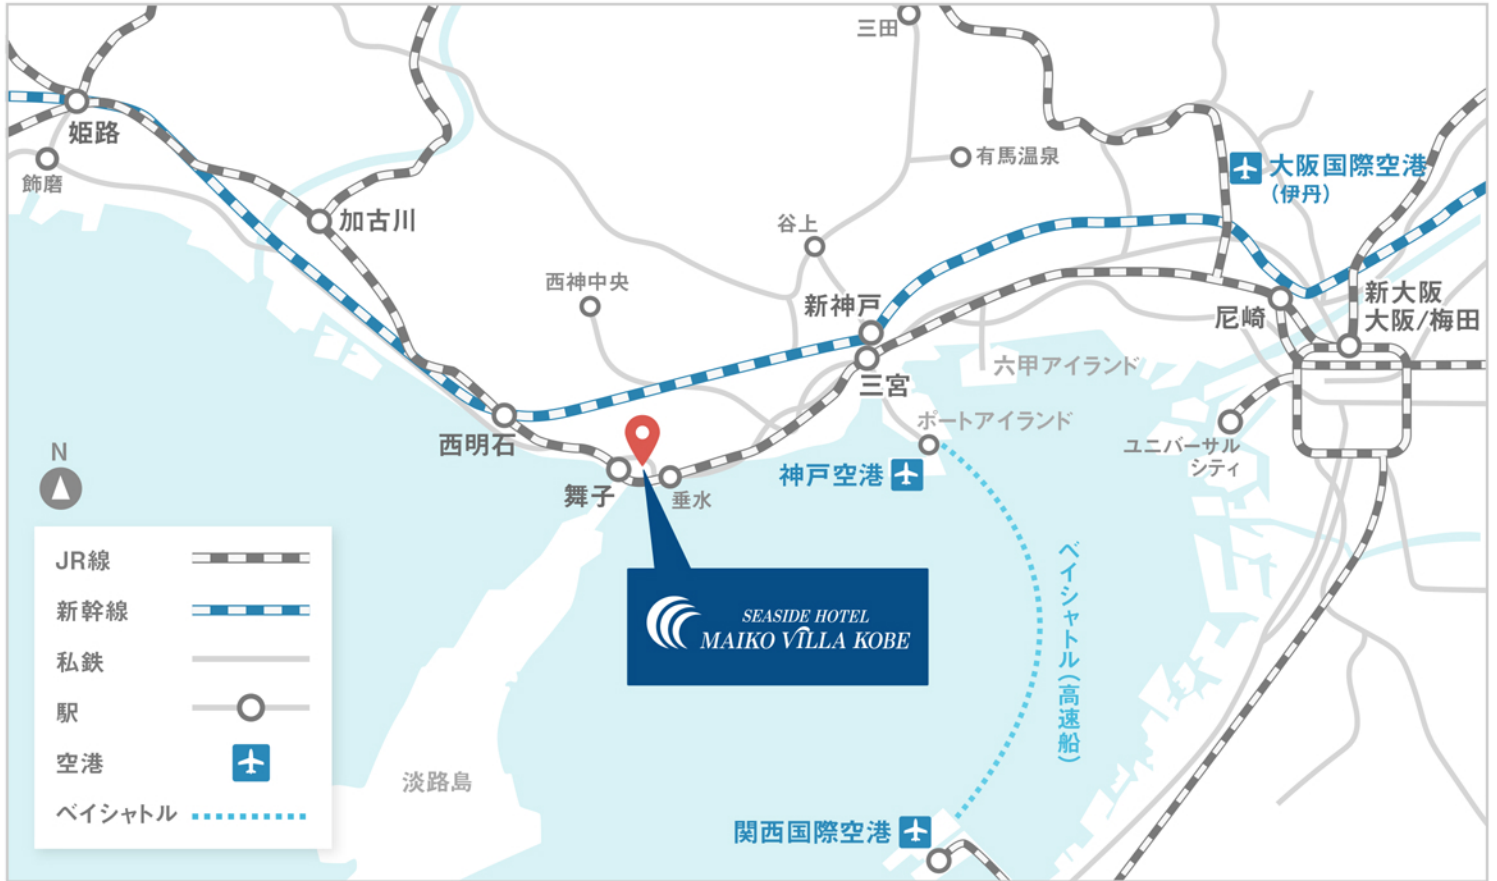 三田
姫路
飾磨
有馬温泉
大阪国際空港
(伊丹)
加古川
谷上
西神中央
新神戸
新大阪
大阪/梅田
尼崎
三宮
六甲アイランド
ポートアイランド
西明石
ユニバーサル
シティ
神戸空港
舞子
垂水
N
JR線
新幹線
私鉄
駅
空港
ベイシャトル
SEASIDE HOTEL
MAIKO VILLA KOBE
ベイシャトル(高速船)
淡路島
関西国際空港